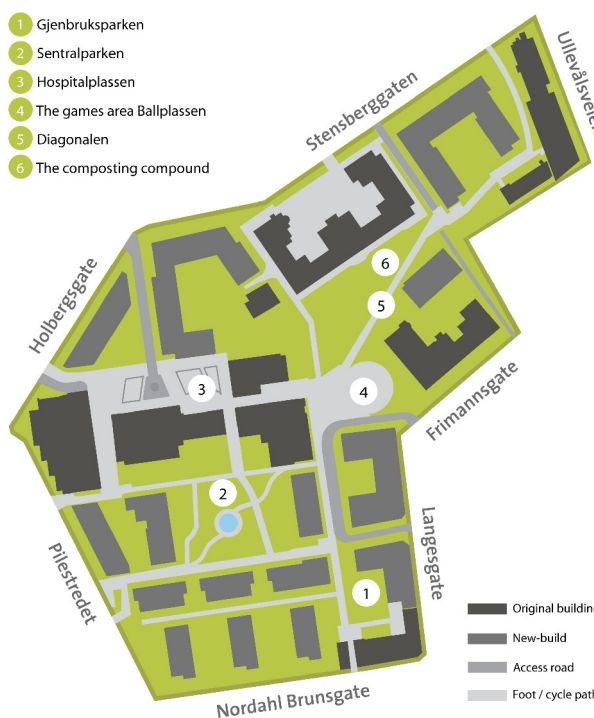 1 Gjenbruksparken
2 Sentralparken
3 Hospitalplassen
4 The games area Ballplassen
5 Diagonalen
6 The composting compound
Stensberggaten
Ullevålsveien
Holbergsgate
6
5
3
4
Frimannsgate
2
Langesgate
Pilestredet
1
Nordahl Brunsgate
Original building
New-build
Access road
Foot / cycle path